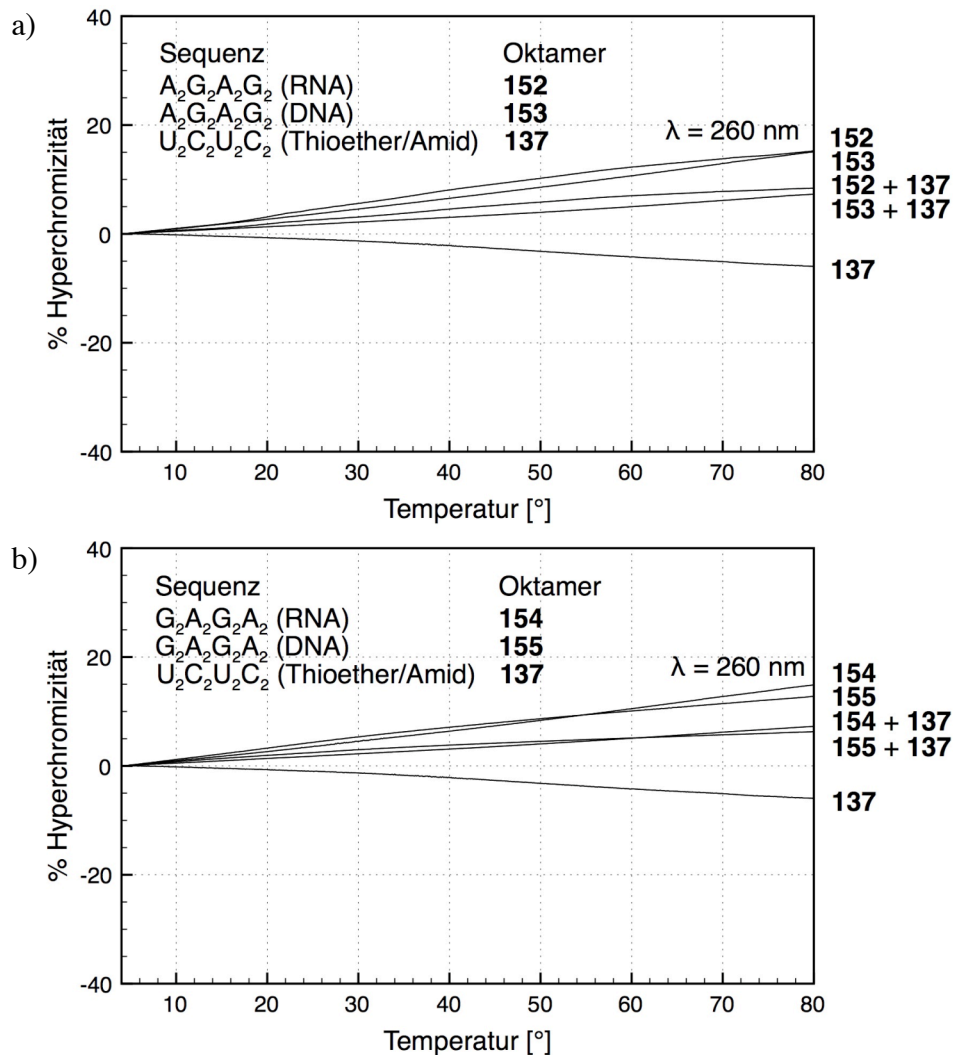 a)
40
20
0
-20
-40
% Hyperchromizität
Sequenz Oktamer
A₂G₂A₂G₂ (RNA) 152
A₂G₂A₂G₂ (DNA) 153
U₂C₂U₂C₂ (Thioether/Amid) 137
λ = 260 nm
152
153
152 + 137
153 + 137
137
10 20 30 40 50 60 70 80
Temperatur [°]
b)
40
20
0
-20
-40
% Hyperchromizität
Sequenz Oktamer
G₂A₂G₂A₂ (RNA) 154
G₂A₂G₂A₂ (DNA) 155
U₂C₂U₂C₂ (Thioether/Amid) 137
λ = 260 nm
154
155
154 + 137
155 + 137
137
10 20 30 40 50 60 70 80
Temperatur [°]